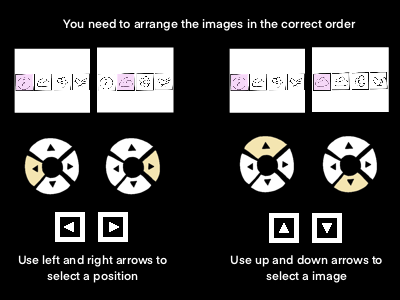 You need to arrange the images in the correct order
Use left and right arrows to
select a position
Use up and down arrows to
select a image